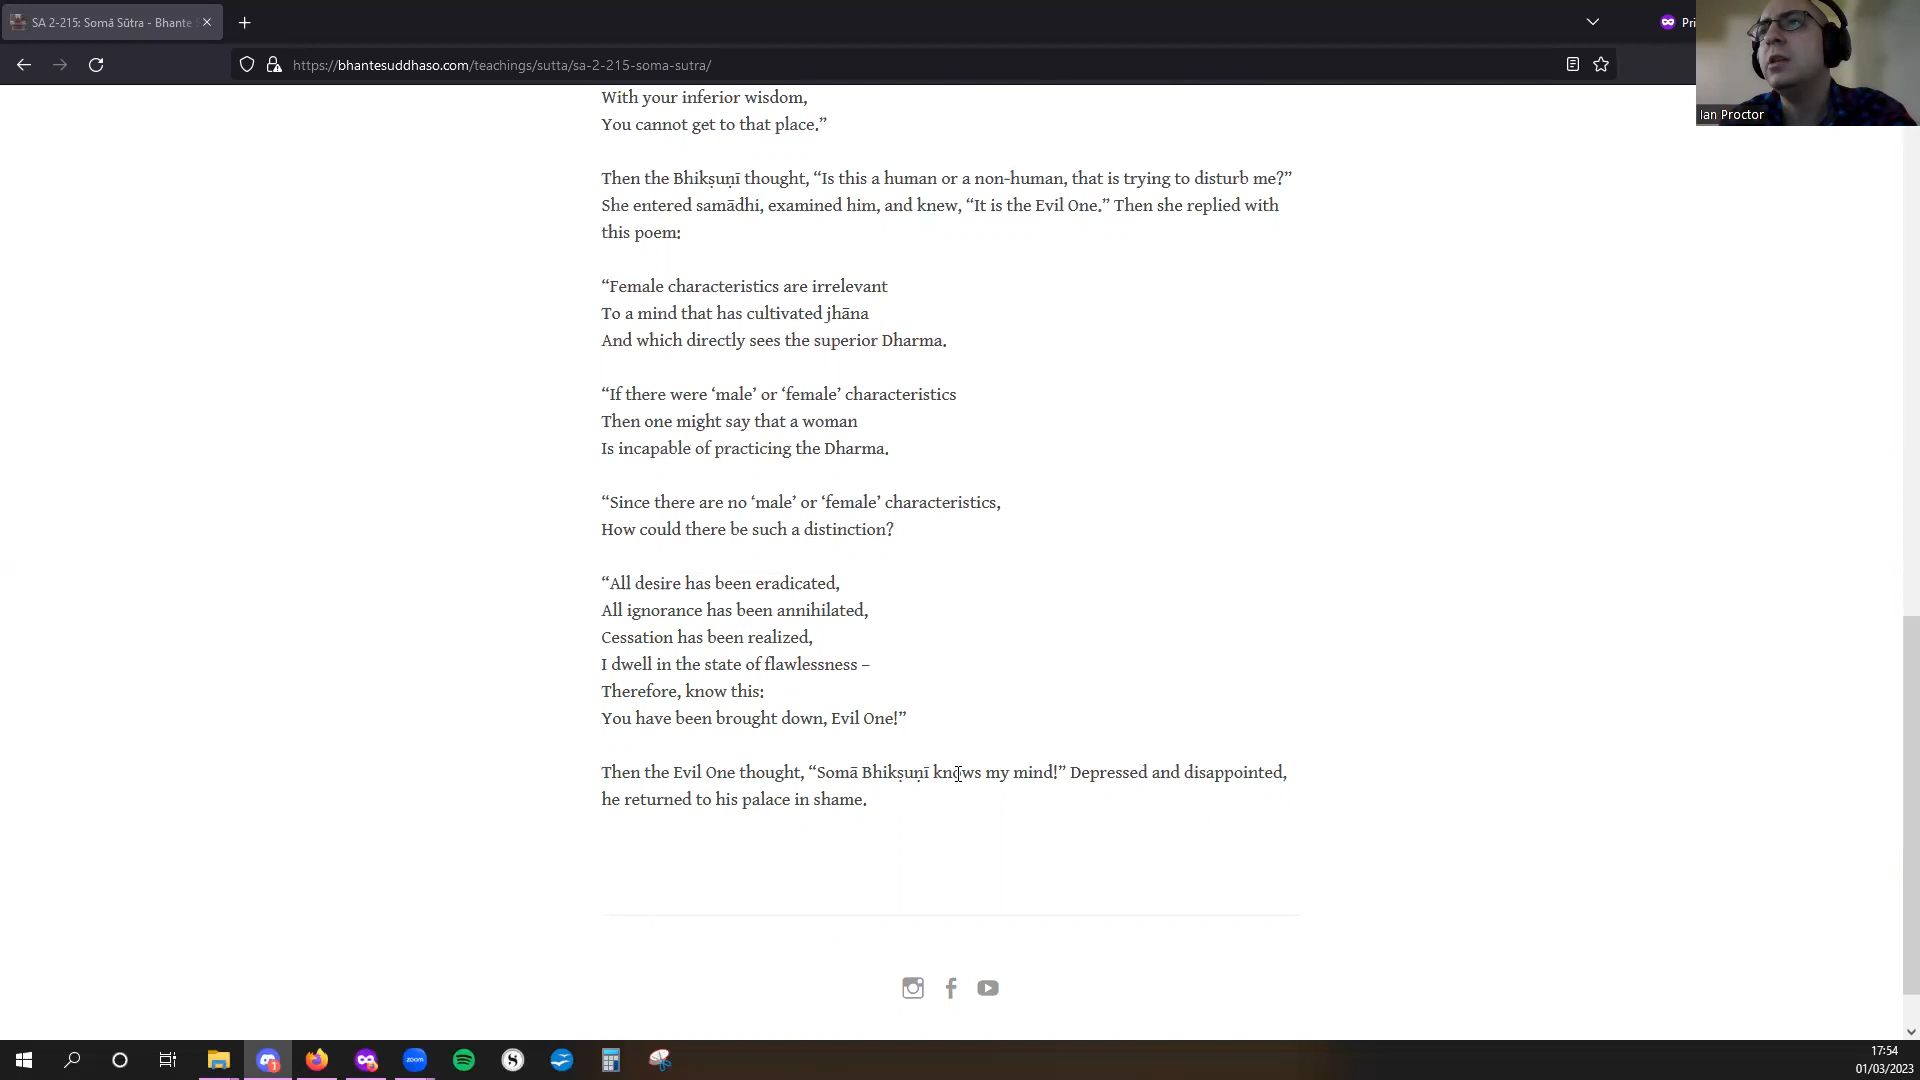 SA 2-215: Somā Sūtra - Bhante
Pri
https://bhantesuddhaso.com/teachings/sutta/sa-2-215-soma-sutra/
Ian Proctor
With your inferior wisdom,
You cannot get to that place.”
Then the Bhikṣuṇī thought, “Is this a human or a non-human, that is trying to disturb me?”
She entered samādhi, examined him, and knew, “It is the Evil One.” Then she replied with
this poem:
“Female characteristics are irrelevant
To a mind that has cultivated jhāna
And which directly sees the superior Dharma.
“If there were ‘male’ or ‘female’ characteristics
Then one might say that a woman
Is incapable of practicing the Dharma.
“Since there are no ‘male’ or ‘female’ characteristics,
How could there be such a distinction?
“All desire has been eradicated,
All ignorance has been annihilated,
Cessation has been realized,
I dwell in the state of flawlessness –
Therefore, know this:
You have been brought down, Evil One!”
Then the Evil One thought, “Somā Bhikṣuṇī knows my mind!” Depressed and disappointed,
he returned to his palace in shame.
zoom
17:54
01/03/2023